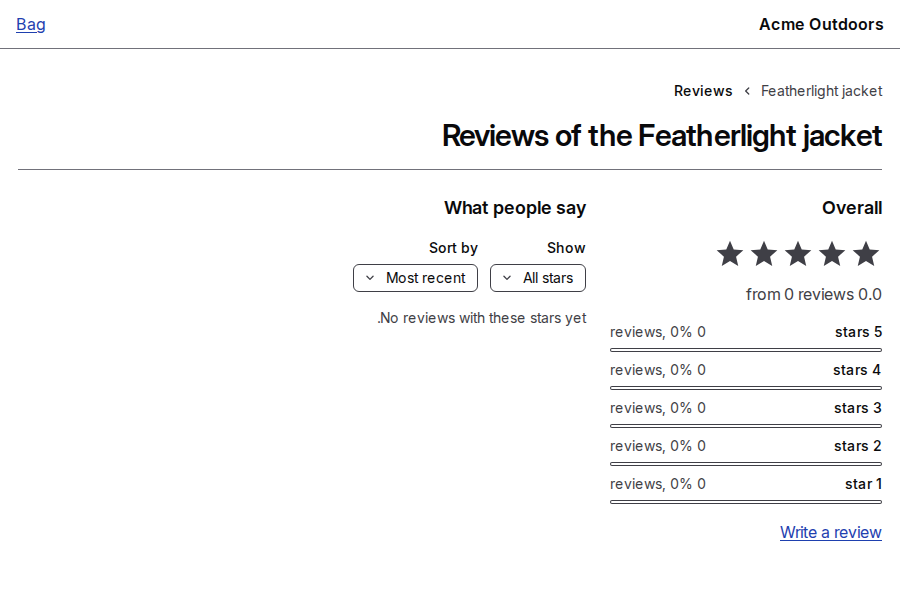 Acme Outdoors
Bag
Reviews
Featherlight jacket
Reviews of the Featherlight jacket
Overall
from 0 reviews 0.0
stars 5
reviews, 0% 0
stars 4
reviews, 0% 0
stars 3
reviews, 0% 0
stars 2
reviews, 0% 0
star 1
reviews, 0% 0
Write a review
What people say
Show
All stars
Sort by
Most recent
.No reviews with these stars yet